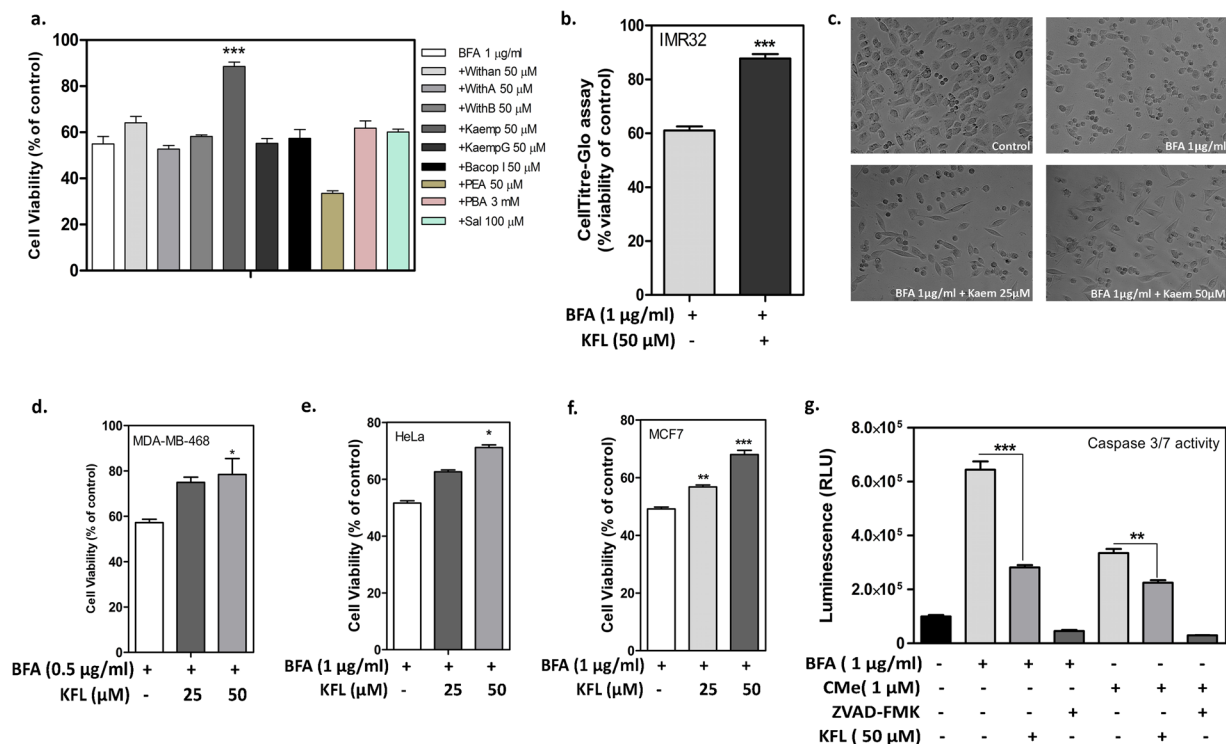 a.
Cell Viability (% of control)
100
80
60
40
20
0
***
BFA 1 μg/ml
+Withan 50 μM
+WithA 50 μM
+WithB 50 μM
+Kaemp 50 μM
+KaempG 50 μM
+Bacop I 50 μM
+PEA 50 μM
+PBA 3 mM
+Sal 100 μM
b.
IMR32
CellTitre-Glo assay
(% viability of control)
100
80
60
40
20
0
***
BFA (1 μg/ml) + +
KFL (50 μM) - +
c.
Control
BFA 1μg/ml
BFA 1μg/ml + Kaem 25μM
BFA 1μg/ml + Kaem 50μM
d.
MDA-MB-468
Cell Viability (% of control)
100
80
60
40
20
0
*
BFA (0.5 μg/ml) + + +
KFL (μM) - 25 50
e.
HeLa
Cell Viability (% of control)
80
60
40
20
0
*
BFA (1 μg/ml) + + +
KFL (μM) - 25 50
f.
MCF7
Cell Viability (% of control)
80
60
40
20
0
**
***
BFA (1 μg/ml) + + +
KFL (μM) - 25 50
g.
Caspase 3/7 activity
Luminescence (RLU)
8.0×10⁵
6.0×10⁵
4.0×10⁵
2.0×10⁵
0
***
**
BFA ( 1 μg/ml) - + + + - - -
CMe( 1 μM) - - - - + + +
ZVAD-FMK - - - + - - +
KFL ( 50 μM) - - + - - + -